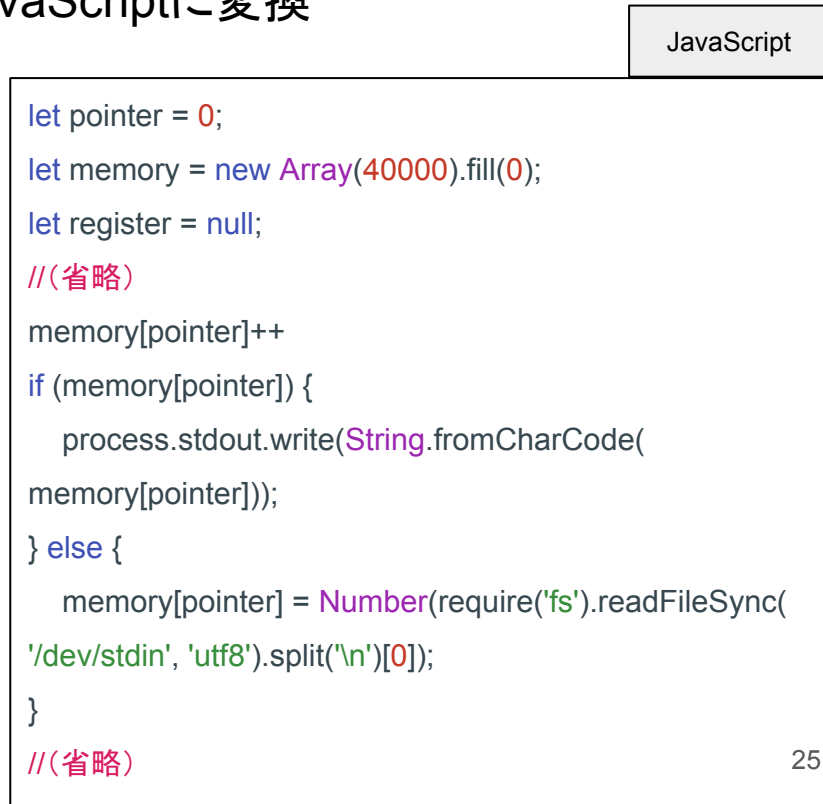 vaScriptに変換
JavaScript
let pointer = 0;
let memory = new Array(40000).fill(0);
let register = null;
//（省略）
memory[pointer]++
if (memory[pointer]) {
process.stdout.write(String.fromCharCode(
memory[pointer]));
} else {
memory[pointer] = Number(require('fs').readFileSync(
'/dev/stdin', 'utf8').split('\n')[0]);
}
//（省略）
25